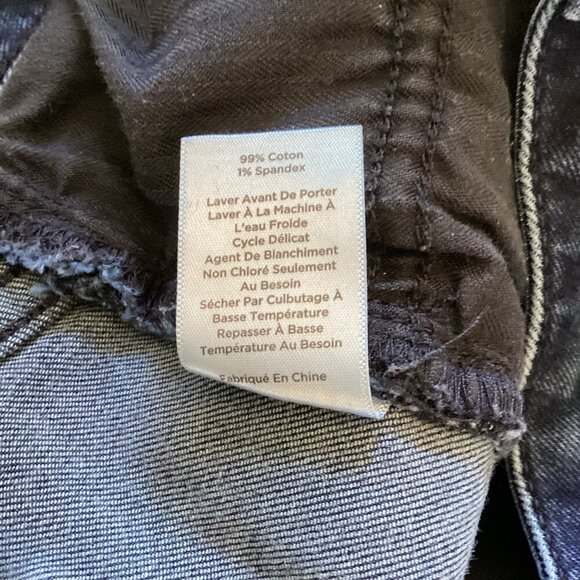 99% Coton
1% Spandex
Laver Avant De Porter
Laver À La Machine À
L'eau Froide
Cycle Délicat
Agent De Blanchiment
Non Chloré Seulement
Au Besoin
Sécher Par Culbutage À
Basse Température
Repasser À Basse
Température Au Besoin
Fabriqué En Chine